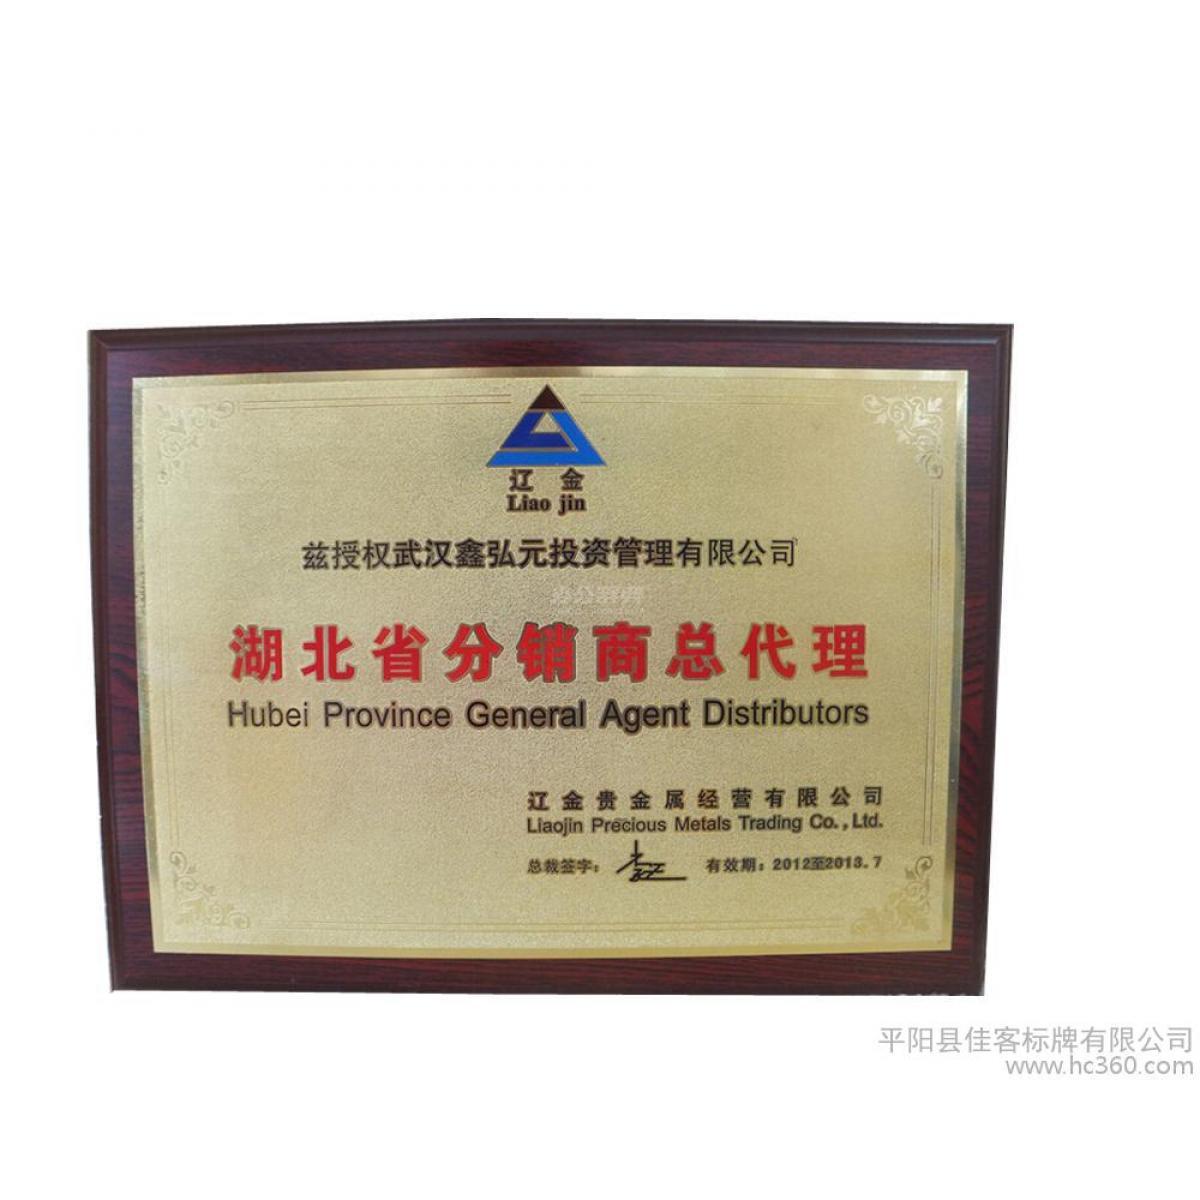 辽金
Liao jin
兹授权武汉鑫弘元投资管理有限公司
湖北省分销商总代理
Hubei Province General Agent Distributors
辽金贵金属经营有限公司
Liaojin Precious Metals Trading Co., Ltd.
总裁签字： 有效期：2012至2013.7
平阳县佳客标牌有限公司
www.hc360.com